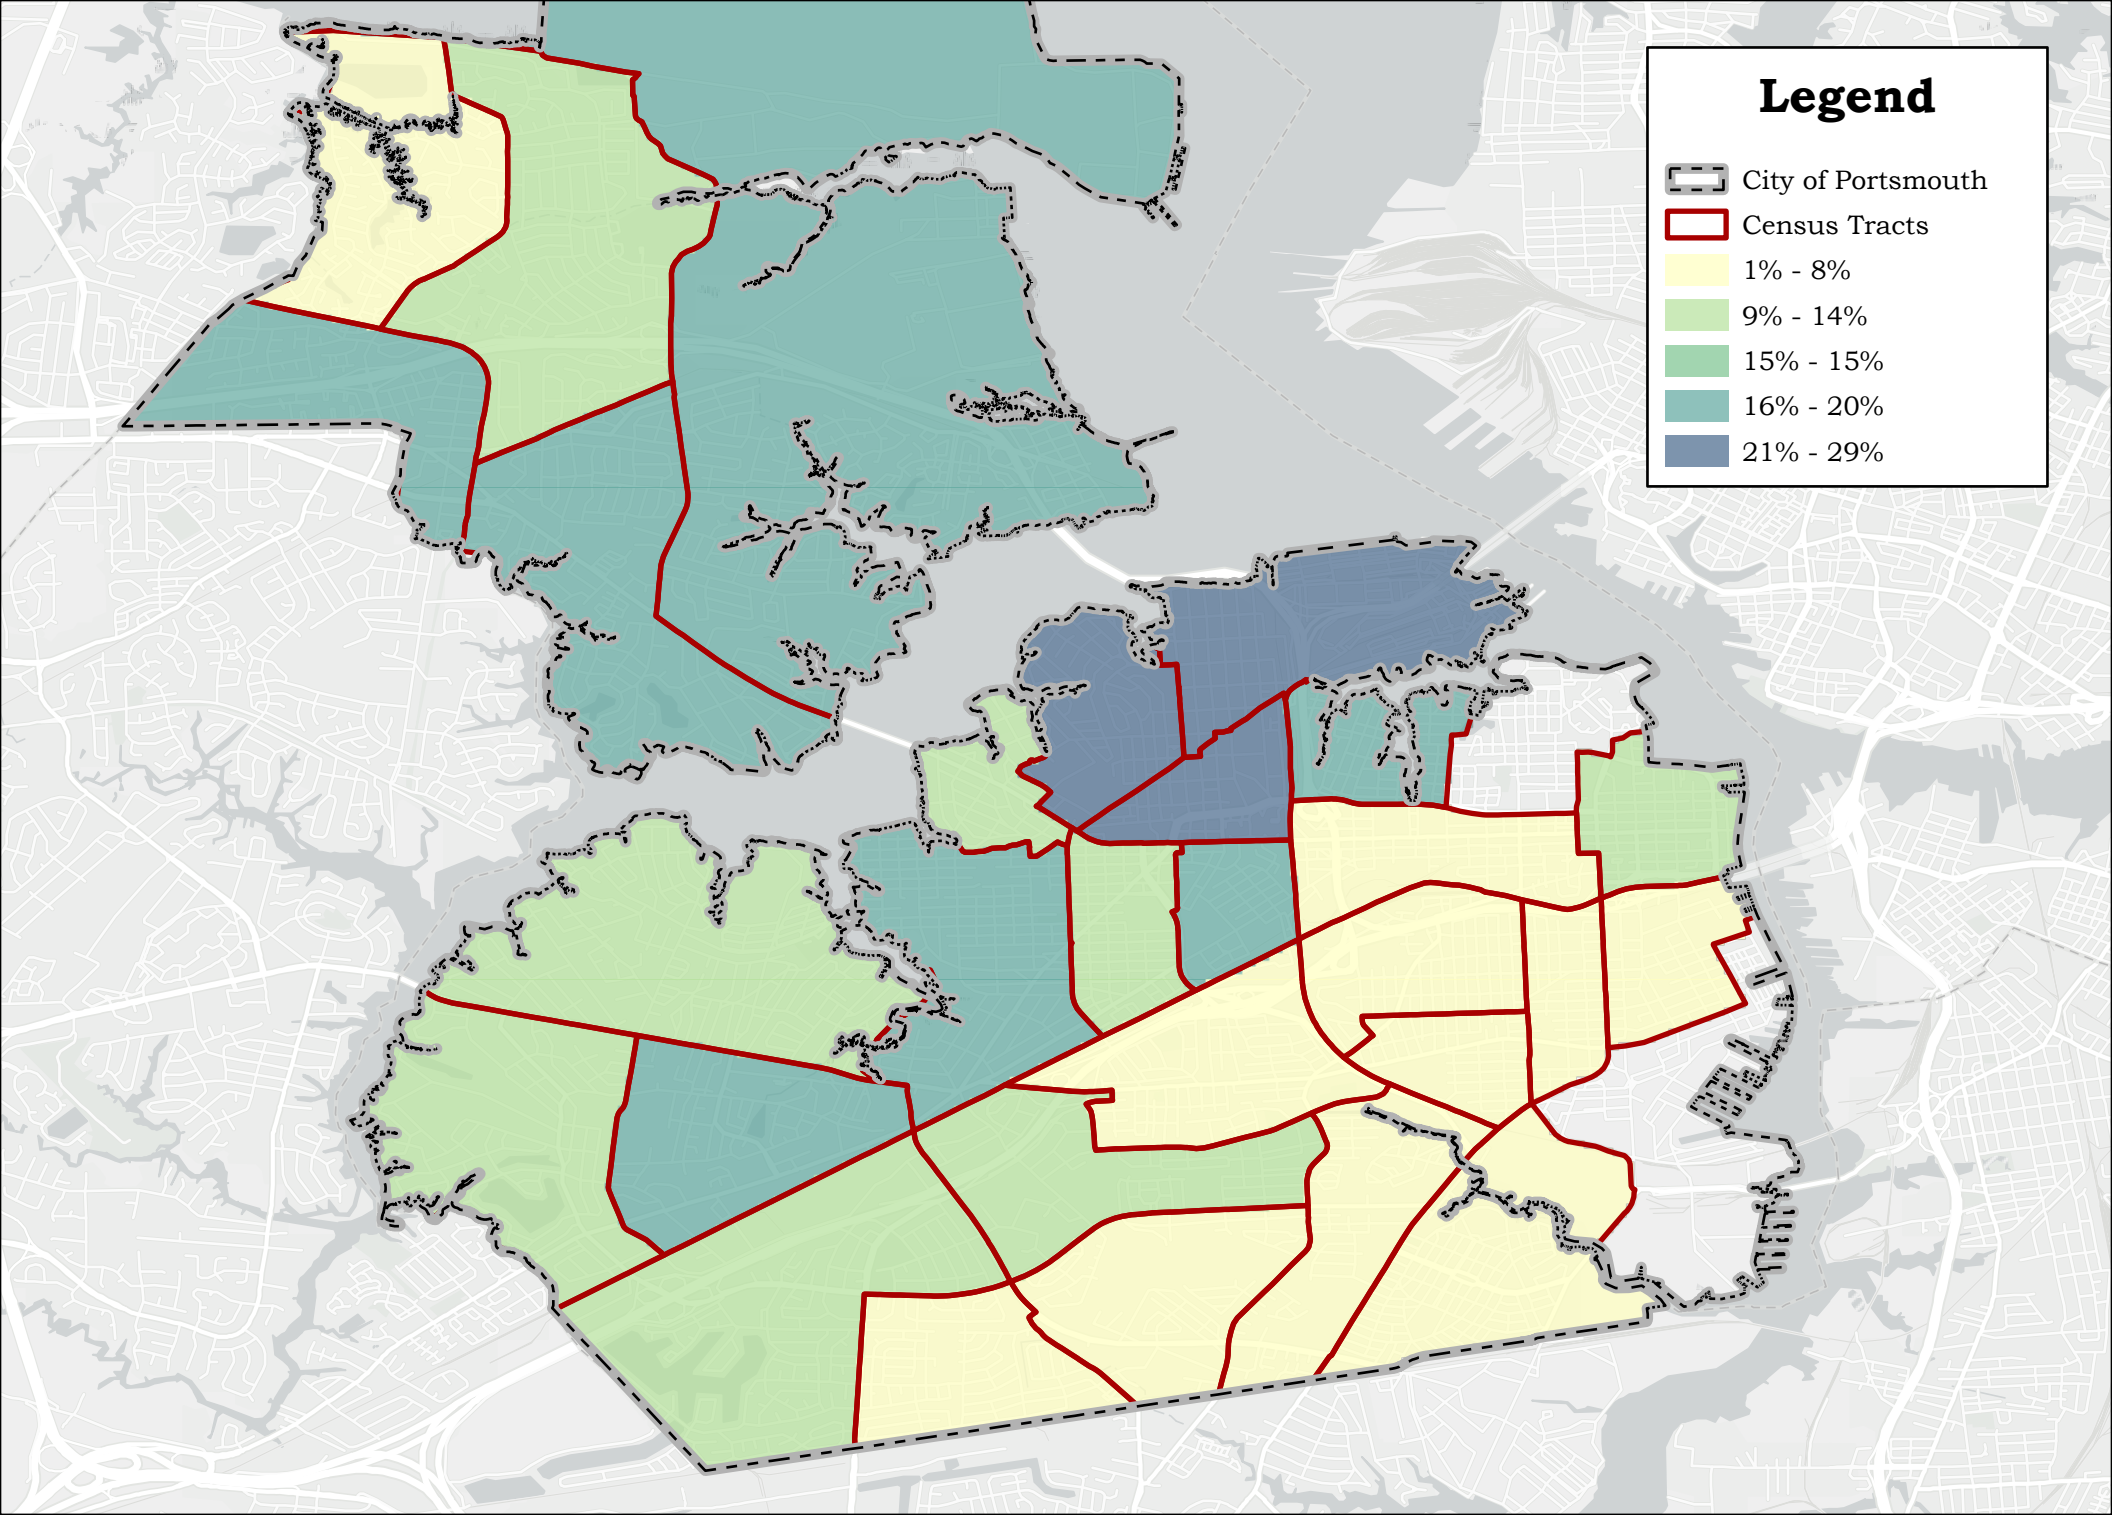 Legend
City of Portsmouth
Census Tracts
1% - 8%
9% - 14%
15% - 15%
16% - 20%
21% - 29%